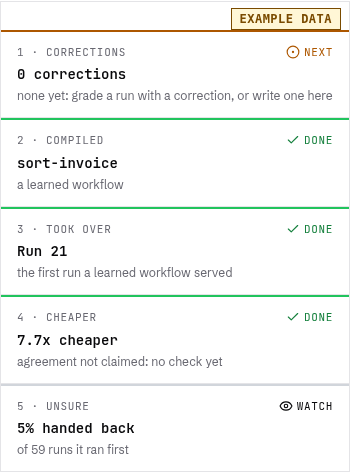 EXAMPLE DATA
1 · CORRECTIONS NEXT
0 corrections
none yet: grade a run with a correction, or write one here
2 · COMPILED DONE
sort-invoice
a learned workflow
3 · TOOK OVER DONE
Run 21
the first run a learned workflow served
4 · CHEAPER DONE
7.7x cheaper
agreement not claimed: no check yet
5 · UNSURE WATCH
5% handed back
of 59 runs it ran first